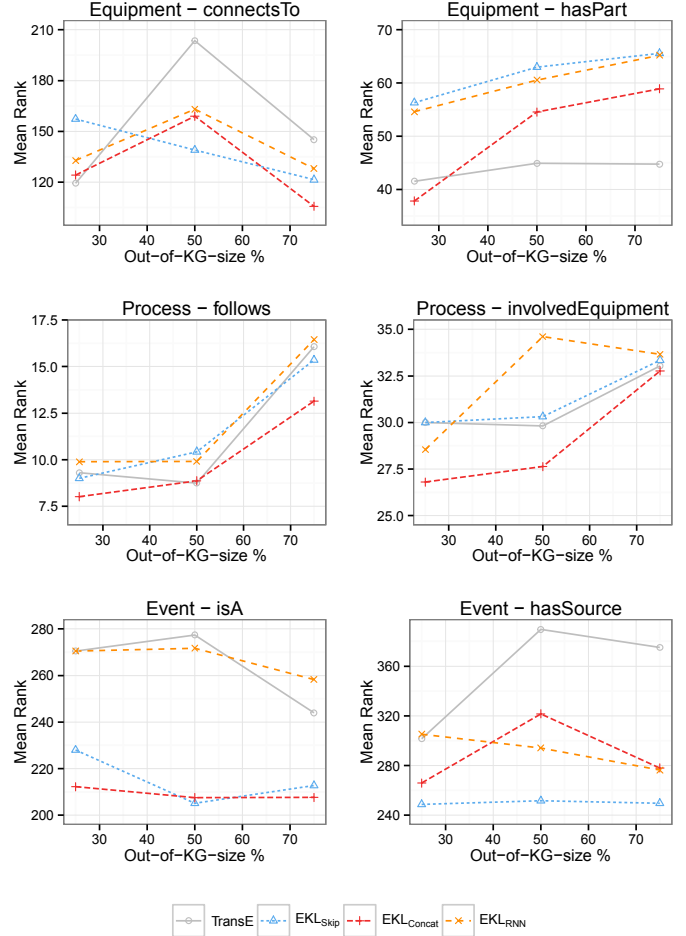 Equipment − connectsTo
Mean Rank
210
180
150
120
30 40 50 60 70
Out−of−KG−size %
Equipment − hasPart
Mean Rank
70
60
50
40
30 40 50 60 70
Out−of−KG−size %
Process − follows
Mean Rank
17.5
15.0
12.5
10.0
7.5
30 40 50 60 70
Out−of−KG−size %
Process − involvedEquipment
Mean Rank
35.0
32.5
30.0
27.5
25.0
30 40 50 60 70
Out−of−KG−size %
Event − isA
Mean Rank
280
260
240
220
200
30 40 50 60 70
Out−of−KG−size %
Event − hasSource
Mean Rank
360
320
280
240
30 40 50 60 70
Out−of−KG−size %
TransE EKL Skip EKL Concat EKL RNN